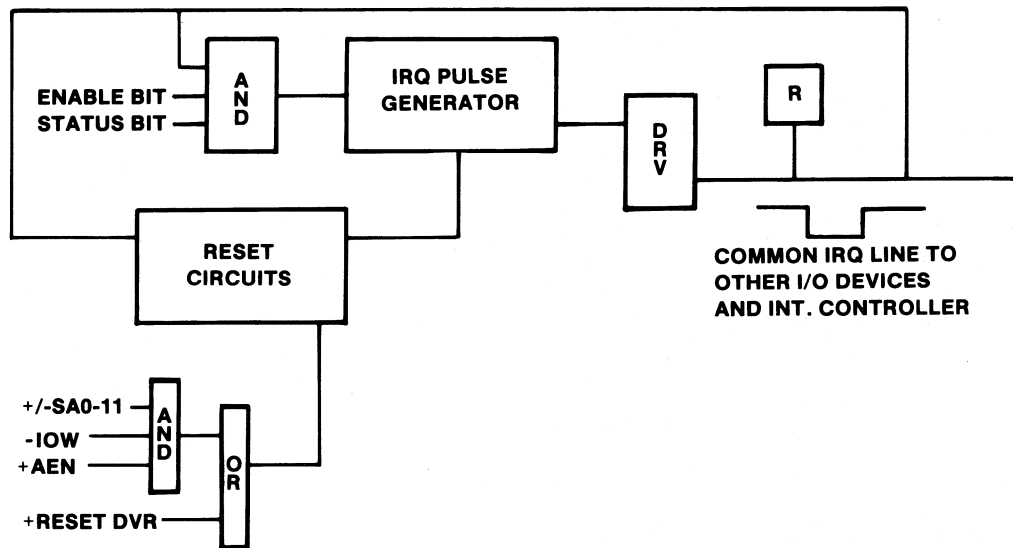 AND
IRQ PULSE
GENERATOR
R
ENABLE BIT
STATUS BIT
DRV
RESET
CIRCUITS
COMMON IRQ LINE TO
OTHER I/O DEVICES
AND INT. CONTROLLER
+/-SA0-11
-IOW
+AEN
AND
OR
+RESET DVR